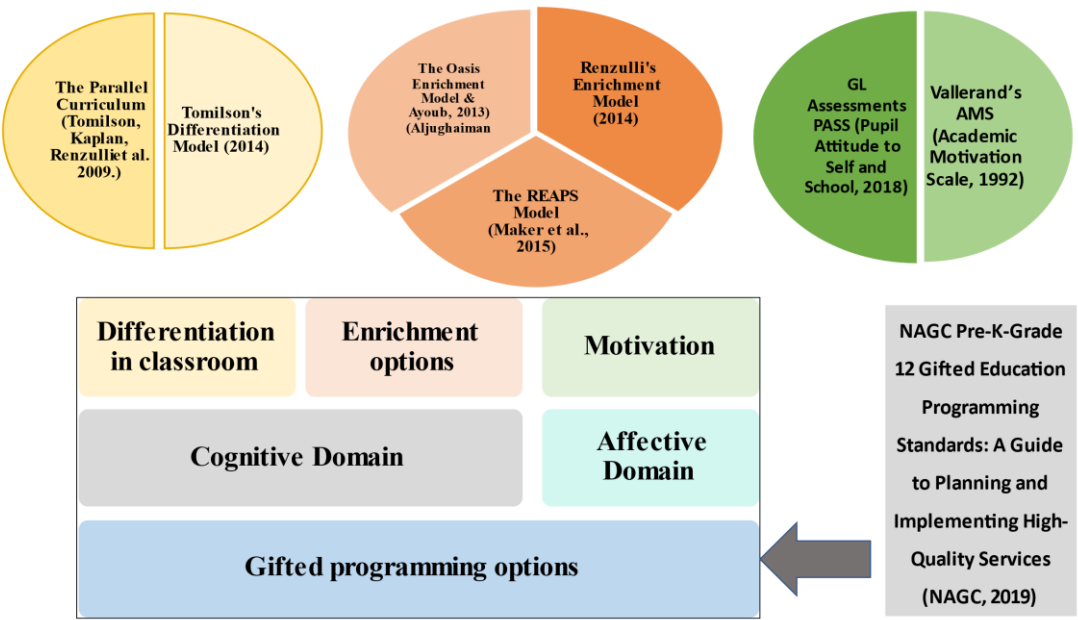 The Parallel
Curriculum
(Tomilson,
Kaplan,
Renzulliet al.
2009.)
Tomilson's
Differentiation
Model (2014)
The Oasis
Enrichment
Model &
Ayoub, 2013)
(Aljughaiman
Renzulli's
Enrichment
Model
(2014)
The REAPS
Model
(Maker et al.,
2015)
GL
Assessments
PASS (Pupil
Attitude to
Self and
School, 2018)
Vallerand’s
AMS
(Academic
Motivation
Scale, 1992)
Differentiation
in classroom
Enrichment
options
Motivation
Cognitive Domain
Affective
Domain
Gifted programming options
NAGC Pre-K-Grade
12 Gifted Education
Programming
Standards: A Guide
to Planning and
Implementing High-
Quality Services
(NAGC, 2019)